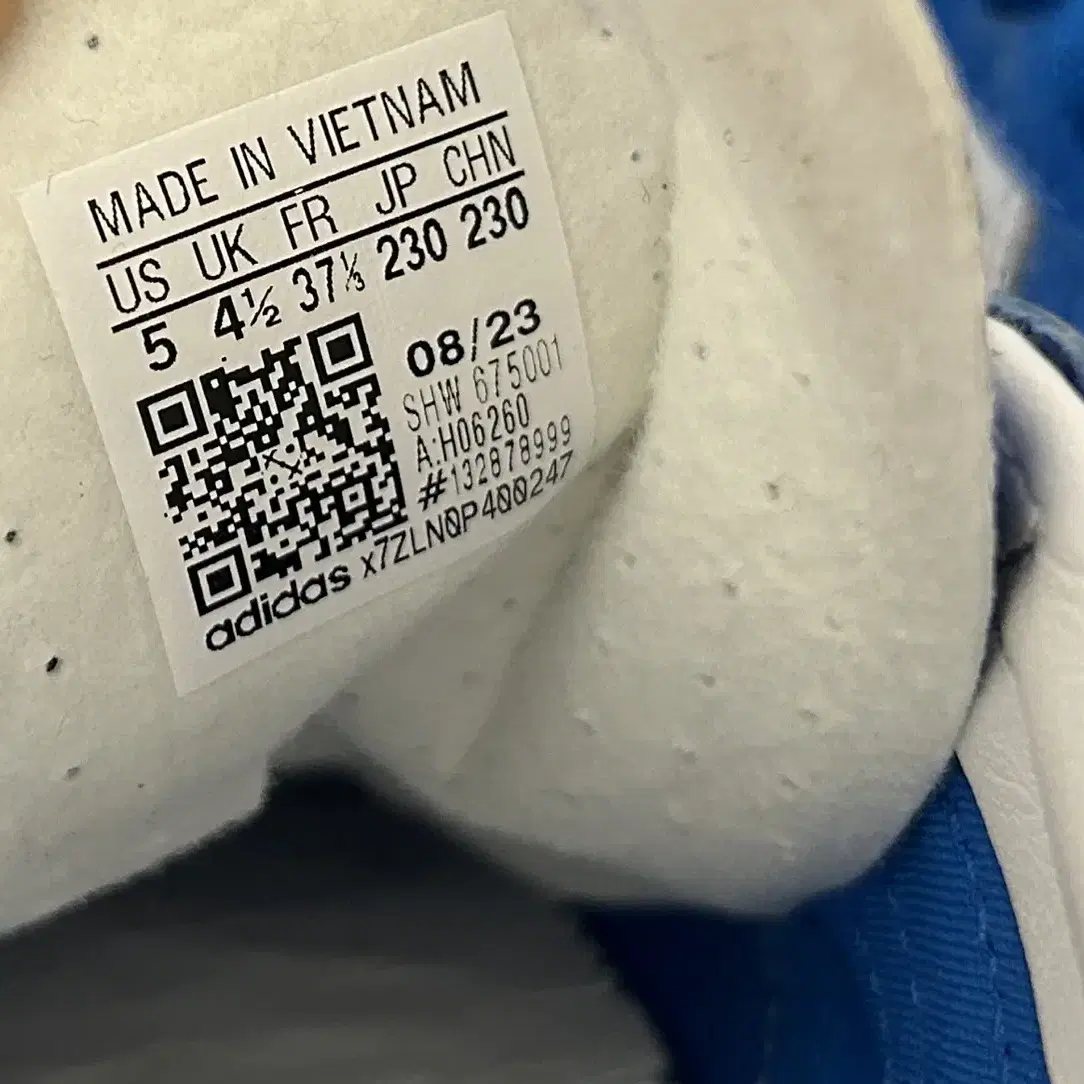 MADE IN VIETNAM
US UK FR JP CHN
5 4½ 37⅓ 230 230
08/23
SHW 675001
A:H06260
#132878999
adidas x7ZLN0P400247